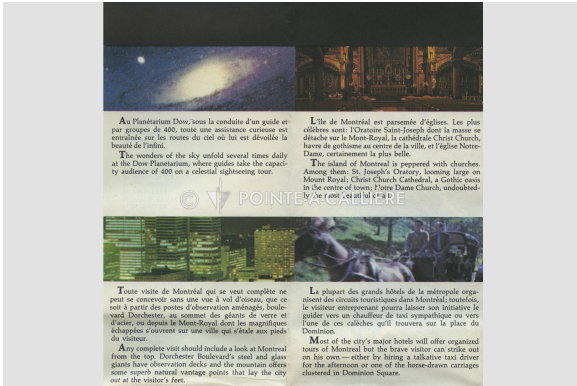 Au Planétarium Dow, sous la conduite d'un guide et
par groupes de 400, toute une assistance curieuse est
entraînée sur les routes du ciel où lui est dévoilée la
beauté de l'infini.
The wonders of the sky unfold several times daily
at the Dow Planetarium, where guides take the capaci-
ty audience of 400 on a celestial sightseeing tour.
L'île de Montréal est parsemée d'églises. Les plus
célèbres sont: l'Oratoire Saint-Joseph dont la masse se
détache sur le Mont-Royal, la cathédrale Christ Church,
havre de gothisme au centre de la ville, et l'église Notre-
Dame, certainement la plus belle.
The island of Montreal is peppered with churches.
Among them: St. Joseph's Oratory, looming large on
Mount Royal; Christ Church Cathedral, a Gothic oasis
in the centre of town; Notre Dame Church, undoubted-
ly the most beautiful of all.
© POINTE-À-CALLIÈRE
Toute visite de Montréal qui se veut complète ne
peut se concevoir sans une vue à vol d'oiseau, que ce
soit à partir des postes d'observation aménagés, boule-
vard Dorchester, au sommet des géants de verre et
d'acier, ou depuis le Mont-Royal dont les magnifiques
échappées s'ouvrent sur une ville qui s'étale aux pieds
du visiteur.
Any complete visit should include a look at Montreal
from the top. Dorchester Boulevard's steel and glass
giants have observation decks and the mountain offers
some superb natural vantage points that lay the city
out at the visitor's feet.
La plupart des grands hôtels de la métropole orga-
nisent des circuits touristiques dans Montréal; toutefois,
le visiteur entreprenant pourra laisser son initiative le
guider vers un chauffeur de taxi sympathique ou vers
l'une de ces calèches qu'il trouvera sur la place du
Dominion.
Most of the city's major hotels will offer organized
tours of Montreal but the brave visitor can strike out
on his own — either by hiring a talkative taxi driver
for the afternoon or one of the horse-drawn carriages
clustered in Dominion Square.